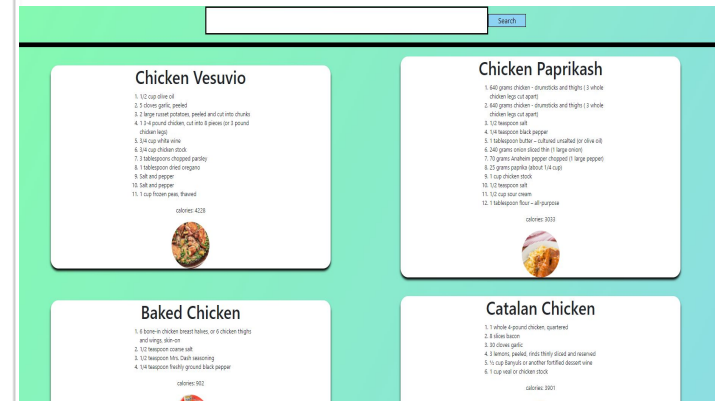 Search
Chicken Vesuvio
1. 1/2 cup olive oil
2. 5 cloves garlic, peeled
3. 2 large russet potatoes, peeled and cut into chunks
4. 1 3-4 pound chicken, cut into 8 pieces (or 3 pound
chicken legs)
5. 3/4 cup white wine
6. 3/4 cup chicken stock
7. 3 tablespoons chopped parsley
8. 1 tablespoon dried oregano
9. Salt and pepper
10. Salt and pepper
11. 1 cup frozen peas, thawed
calories: 4228
Chicken Paprikash
1. 640 grams chicken - drumsticks and thighs ( 3 whole
chicken legs cut apart)
2. 640 grams chicken - drumsticks and thighs ( 3 whole
chicken legs cut apart)
3. 1/2 teaspoon salt
4. 1/4 teaspoon black pepper
5. 1 tablespoon butter – cultured unsalted (or olive oil)
6. 240 grams onion sliced thin (1 large onion)
7. 70 grams Anaheim pepper chopped (1 large pepper)
8. 25 grams paprika (about 1/4 cup)
9. 1 cup chicken stock
10. 1/2 teaspoon salt
11. 1/2 cup sour cream
12. 1 tablespoon flour – all-purpose
calories: 3033
Baked Chicken
1. 6 bone-in chicken breast halves, or 6 chicken thighs
and wings, skin-on
2. 1/2 teaspoon coarse salt
3. 1/2 teaspoon Mrs. Dash seasoning
4. 1/4 teaspoon freshly ground black pepper
calories: 902
Catalan Chicken
1. 1 whole 4-pound chicken, quartered
2. 8 slices bacon
3. 30 cloves garlic
4. 3 lemons, peeled, rinds thinly sliced and reserved
5. ½ cup Banyuls or another fortified dessert wine
6. 1 cup veal or chicken stock
calories: 3901